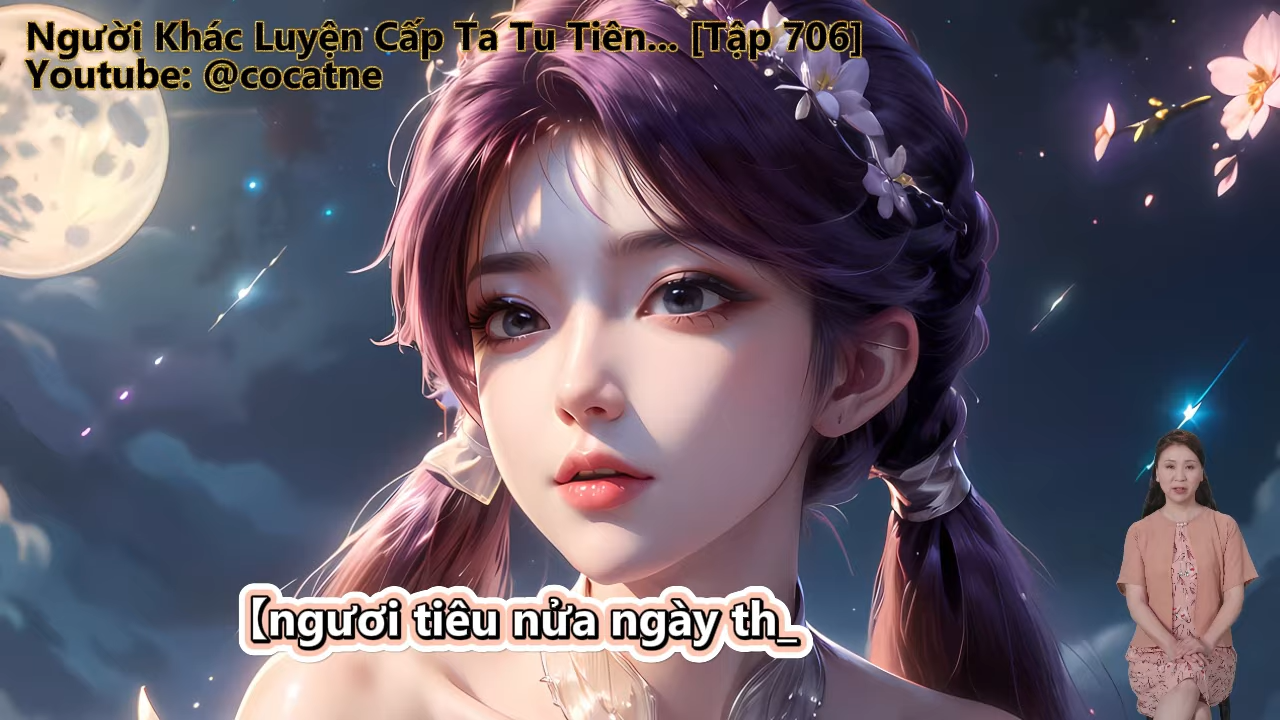 Người Khác Luyện Cấp Ta Tu Tiên... [Tập 706]
Youtube: @cocatne
【ngươi tiêu nửa ngày th_